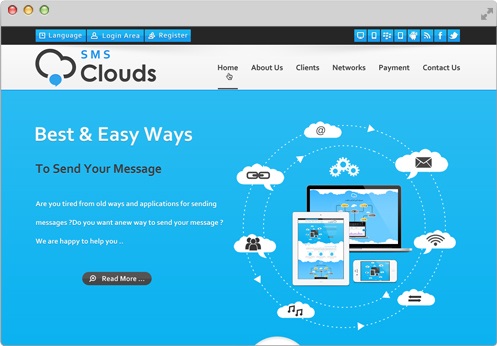 Language
Login Area
Register
SMS
Clouds
Home
About Us
Clients
Networks
Payment
Contact Us
Best & Easy Ways
To Send Your Message
Are you tired from old ways and applications for sending
messages ?Do you want anew way to send your message ?
We are happy to help you ..
Read More ...
@